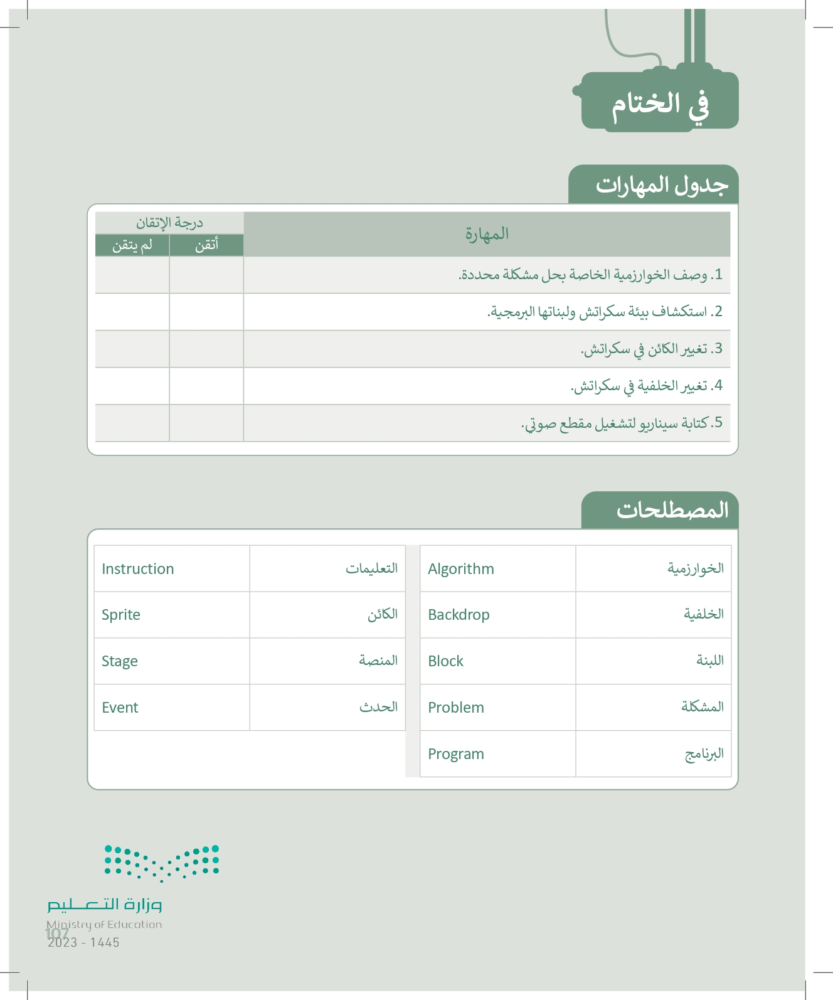 في الختام
جدول المهارات
المهارة درجة الإتقان
أتقن لم يتقن
1. وصف الخوارزمية الخاصة بحل مشكلة محددة.
2. استكشاف بيئة سكراتش ولبناتها البرمجية.
3. تغيير الكائن في سكراتش.
4. تغيير الخلفية في سكراتش.
5. كتابة سيناريو لتشغيل مقطع صوتي.
المصطلحات
الخوارزمية Algorithm التعليمات Instruction
الخلفية Backdrop الكائن Sprite
اللبنة Block المنصة Stage
المشكلة Problem الحدث Event
البرنامج Program
وزارة التعليم
Ministry of Education
107
2023 - 1445